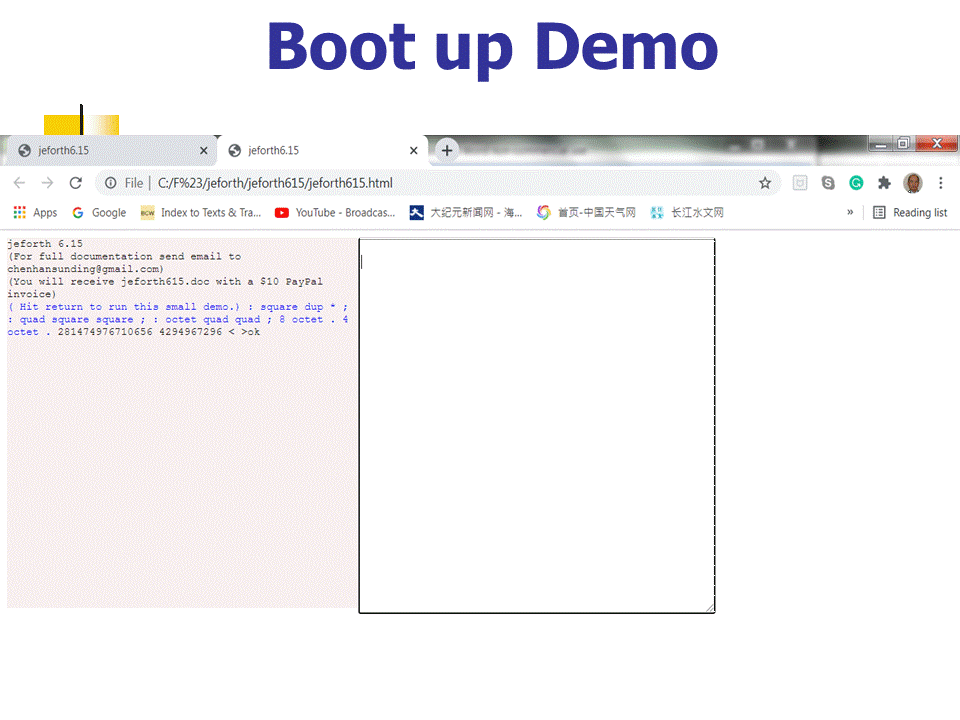 Boot up Demo
jeforth6.15
jeforth6.15
File | C:/F%23/jeforth/jeforth615/jeforth615.html
Apps Google Index to Texts & Tra... YouTube - Broadcas... 大纪元新闻网 - 海... 首页-中国天气网 长江水文网 » Reading list
jeforth 6.15
(For full documentation send email to
chenhansunding@gmail.com)
(You will receive jeforth615.doc with a $10 PayPal
invoice)
( Hit return to run this small demo.) : square dup * ;
: quad square square ; : octet quad quad ; 8 octet . 4
octet . 281474976710656 4294967296 < >ok